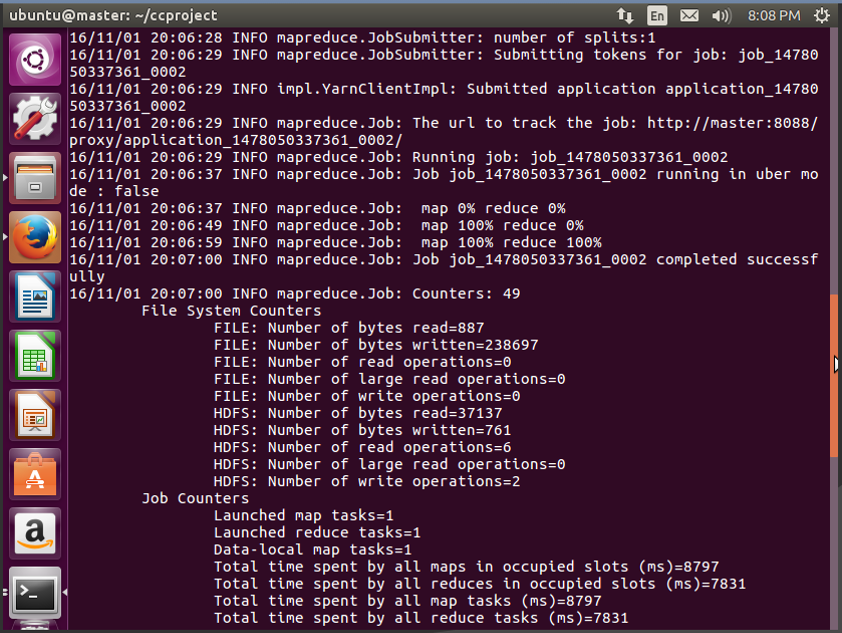 ubuntu@master: ~/ccproject
En
8:08 PM
16/11/01 20:06:28 INFO mapreduce.JobSubmitter: number of splits:1
16/11/01 20:06:29 INFO mapreduce.JobSubmitter: Submitting tokens for job: job_14780
50337361_0002
16/11/01 20:06:29 INFO impl.YarnClientImpl: Submitted application application_14780
50337361_0002
16/11/01 20:06:29 INFO mapreduce.Job: The url to track the job: http://master:8088/
proxy/application_1478050337361_0002/
16/11/01 20:06:29 INFO mapreduce.Job: Running job: job_1478050337361_0002
16/11/01 20:06:37 INFO mapreduce.Job: Job job_1478050337361_0002 running in uber mo
de : false
16/11/01 20:06:37 INFO mapreduce.Job:  map 0% reduce 0%
16/11/01 20:06:49 INFO mapreduce.Job:  map 100% reduce 0%
16/11/01 20:06:59 INFO mapreduce.Job:  map 100% reduce 100%
16/11/01 20:07:00 INFO mapreduce.Job: Job job_1478050337361_0002 completed successf
ully
16/11/01 20:07:00 INFO mapreduce.Job: Counters: 49
File System Counters
FILE: Number of bytes read=887
FILE: Number of bytes written=238697
FILE: Number of read operations=0
FILE: Number of large read operations=0
FILE: Number of write operations=0
HDFS: Number of bytes read=37137
HDFS: Number of bytes written=761
HDFS: Number of read operations=6
HDFS: Number of large read operations=0
HDFS: Number of write operations=2
Job Counters
Launched map tasks=1
Launched reduce tasks=1
Data-local map tasks=1
Total time spent by all maps in occupied slots (ms)=8797
Total time spent by all reduces in occupied slots (ms)=7831
Total time spent by all map tasks (ms)=8797
Total time spent by all reduce tasks (ms)=7831